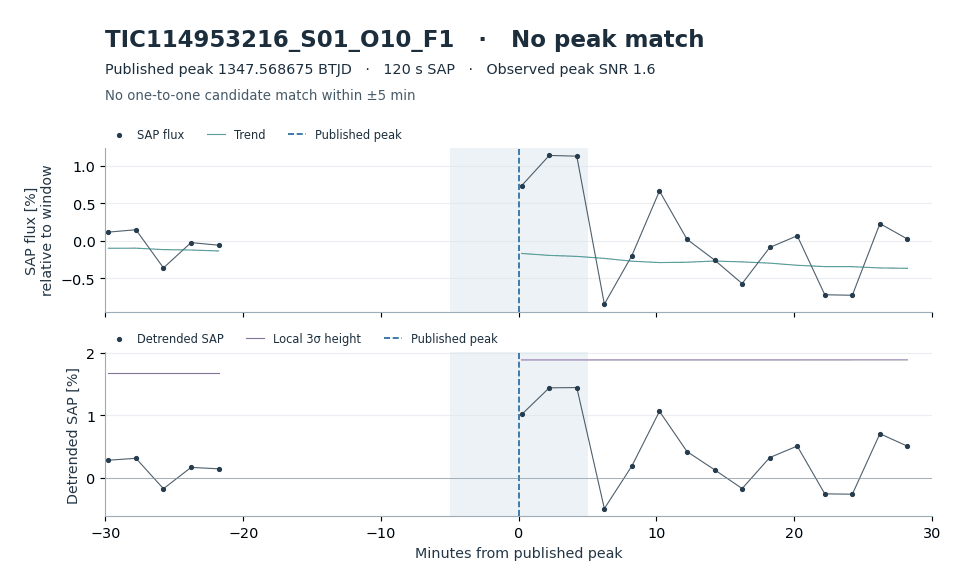 TIC114953216_S01_O10_F1 · No peak match
Published peak 1347.568675 BTJD · 120 s SAP · Observed peak SNR 1.6
No one-to-one candidate match within ±5 min
SAP flux Trend Published peak
SAP flux [%]
relative to window
1.0
0.5
0.0
−0.5
Detrended SAP Local 3σ height Published peak
Detrended SAP [%]
2
1
0
−30 −20 −10 0 10 20 30
Minutes from published peak